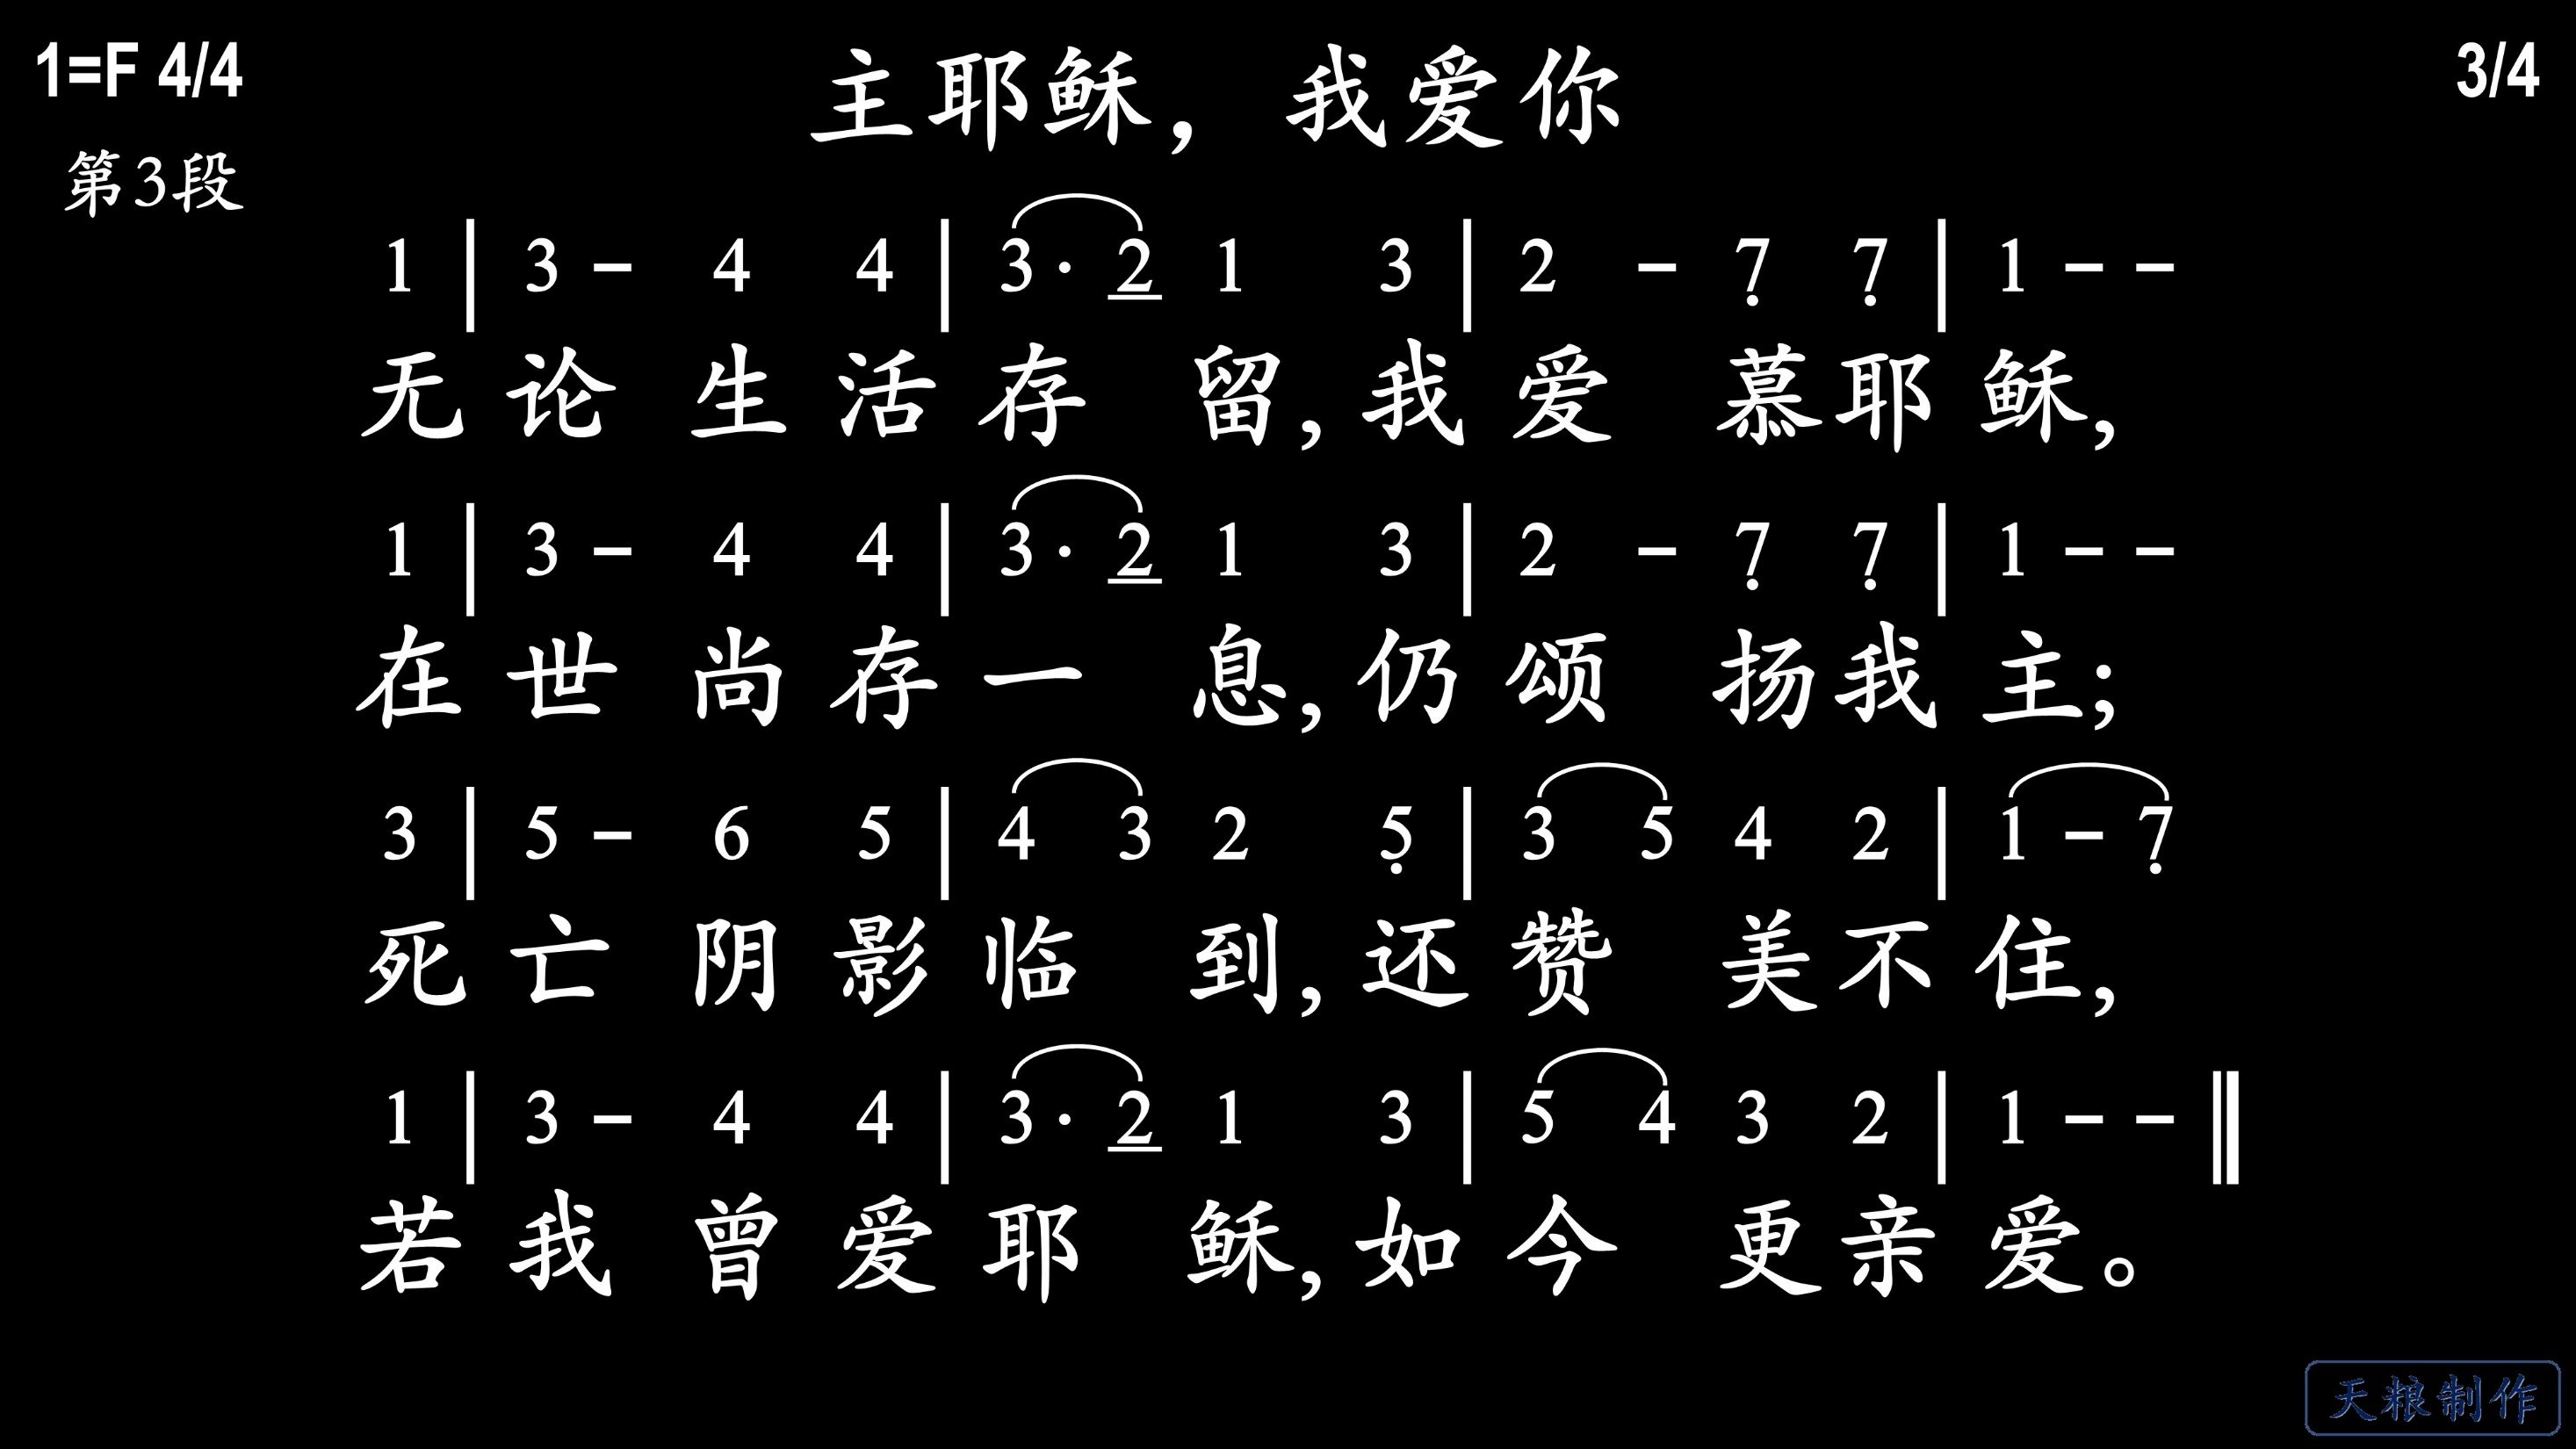 1=F 4/4
主耶稣，我爱你
3/4
第3段
1 | 3 – 4 4 | 3 · 2 1 3 | 2 – 7̣ 7̣ | 1 – –
无论生活存留,我爱慕耶稣,
1 | 3 – 4 4 | 3 · 2 1 3 | 2 – 7̣ 7̣ | 1 – –
在世尚存一息,仍颂扬我主;
3 | 5 – 6 5 | 4 3 2 5̣ | 3 5 4 2 | 1 – 7̣
死亡阴影临到,还赞美不住,
1 | 3 – 4 4 | 3 · 2 1 3 | 5 4 3 2 | 1 – – ‖
若我曾爱耶稣,如今更亲爱。
天粮制作